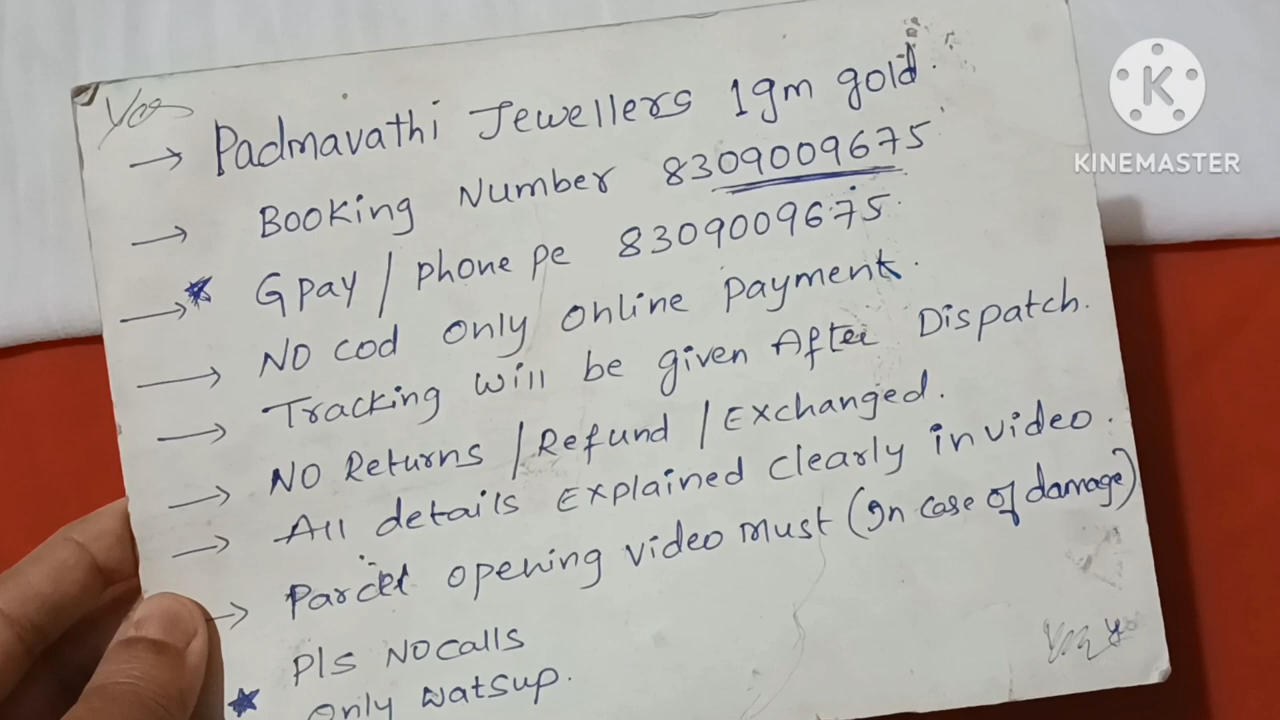 Yes
→ Padmavathi Jewellers 1gm gold.
→ Booking Number 8309009675
→ ★ Gpay / Phone pe 8309009675.
→ NO cod only online payment.
→ Tracking will be given After Dispatch.
→ NO Returns / Refund / Exchanged.
→ All details Explained clearly in video.
→ Parcel opening video must (In case of damage)
Pls NO calls
★ only watsup.
K
KINEMASTER